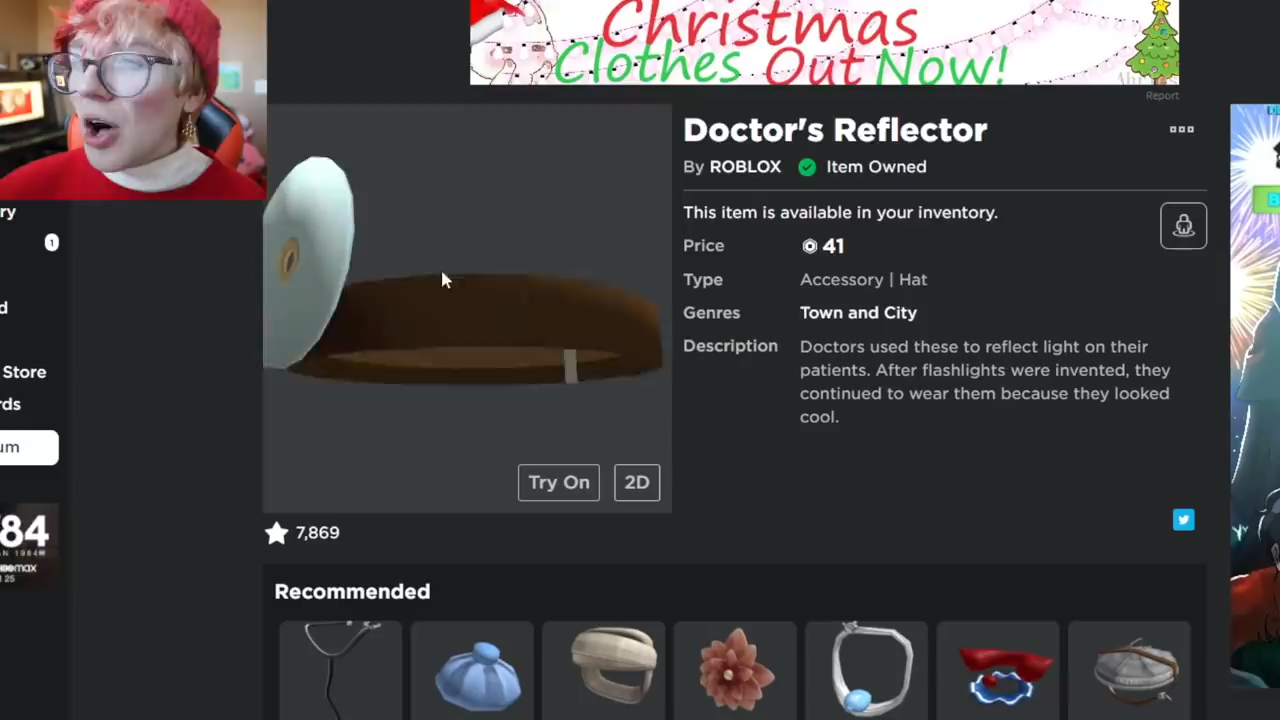 Christmas
Clothes Out Now!
Report
Doctor's Reflector
By ROBLOX Item Owned
This item is available in your inventory.
Price 41
Type Accessory | Hat
Genres Town and City
Description Doctors used these to reflect light on their
patients. After flashlights were invented, they
continued to wear them because they looked
cool.
ry
1
d
Store
rds
um
84
max
25
Try On
2D
7,869
Recommended